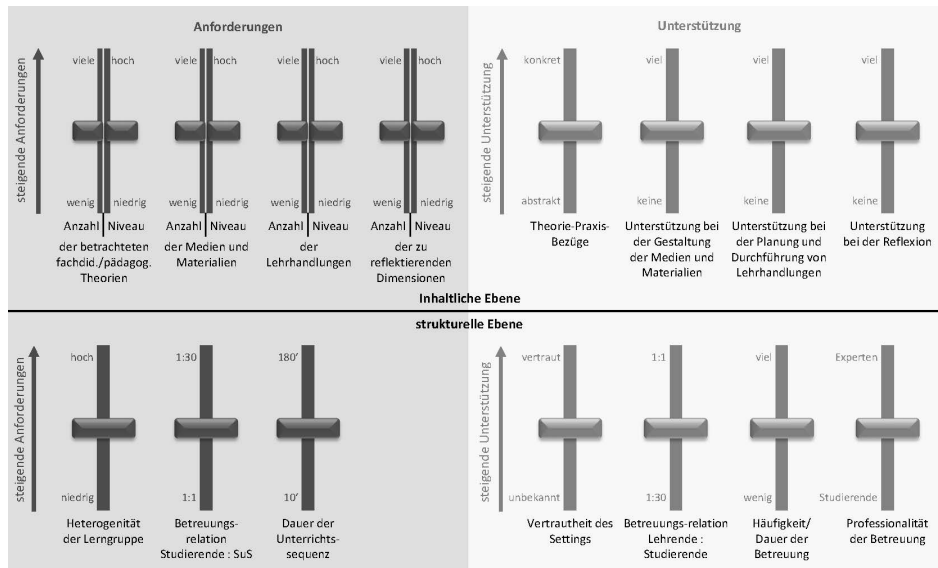 Anforderungen
steigende Anforderungen
viele hoch
viele hoch
viele hoch
viele hoch
wenig niedrig
wenig niedrig
wenig niedrig
wenig niedrig
Anzahl Niveau
der betrachteten
fachdid./pädagog.
Theorien
Anzahl Niveau
der Medien und
Materialien
Anzahl Niveau
der
Lehrhandlungen
Anzahl Niveau
der zu
reflektierenden
Dimensionen
Unterstützung
steigende Unterstützung
konkret
viel
viel
viel
abstrakt
keine
keine
keine
Theorie-Praxis-
Bezüge
Unterstützung bei
der Gestaltung
der Medien und
Materialien
Unterstützung bei
der Planung und
Durchführung von
Lehrhandlungen
Unterstützung
bei der Reflexion
Inhaltliche Ebene
strukturelle Ebene
steigende Anforderungen
hoch
1:30
180'
niedrig
1:1
10'
Heterogenität
der Lerngruppe
Betreuungs-
relation
Studierende : SuS
Dauer der
Unterrichts-
sequenz
steigende Unterstützung
vertraut
1:1
viel
Experten
unbekannt
1:30
wenig
Studierende
Vertrautheit des
Settings
Betreuungs-relation
Lehrende :
Studierende
Häufigkeit/
Dauer der
Betreuung
Professionalität
der Betreuung